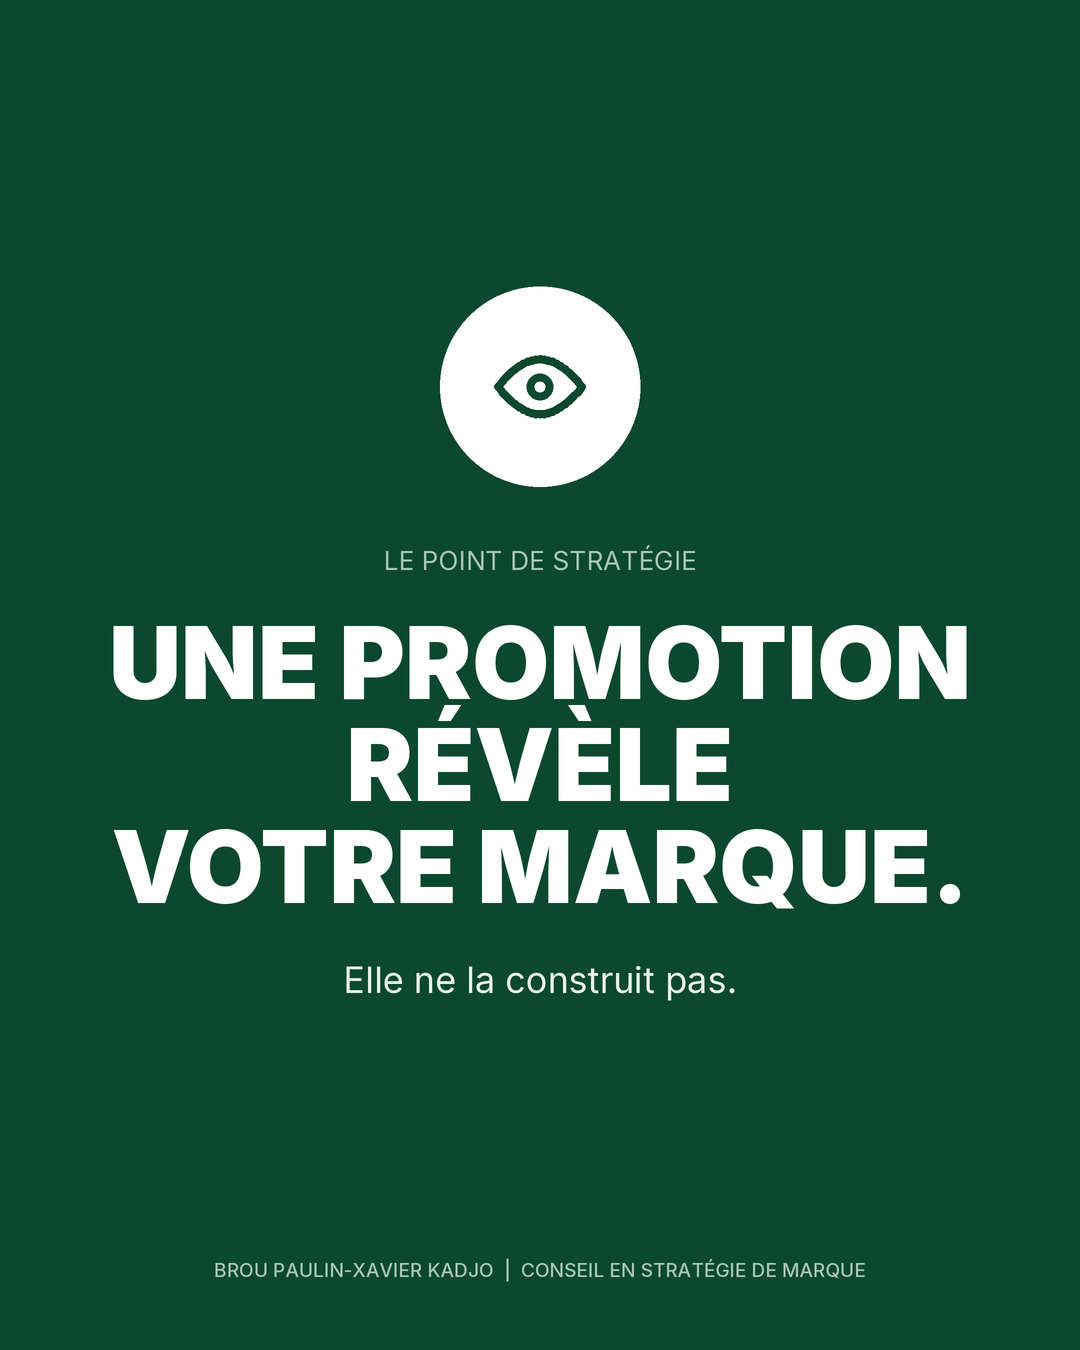 LE POINT DE STRATÉGIE
UNE PROMOTION
RÉVÈLE
VOTRE MARQUE.
Elle ne la construit pas.
BROU PAULIN-XAVIER KADJO | CONSEIL EN STRATÉGIE DE MARQUE